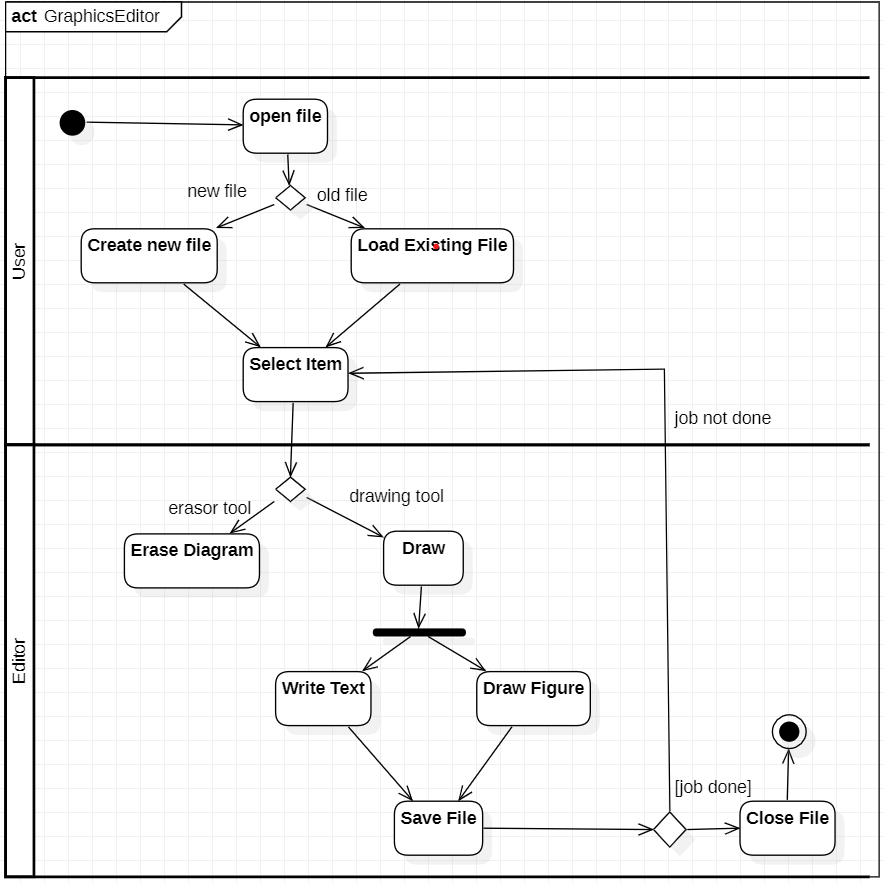 act GraphicsEditor
User
open file
new file
old file
Create new file
Load Existing File
Select Item
job not done
Editor
erasor tool
drawing tool
Erase Diagram
Draw
Write Text
Draw Figure
[job done]
Save File
Close File